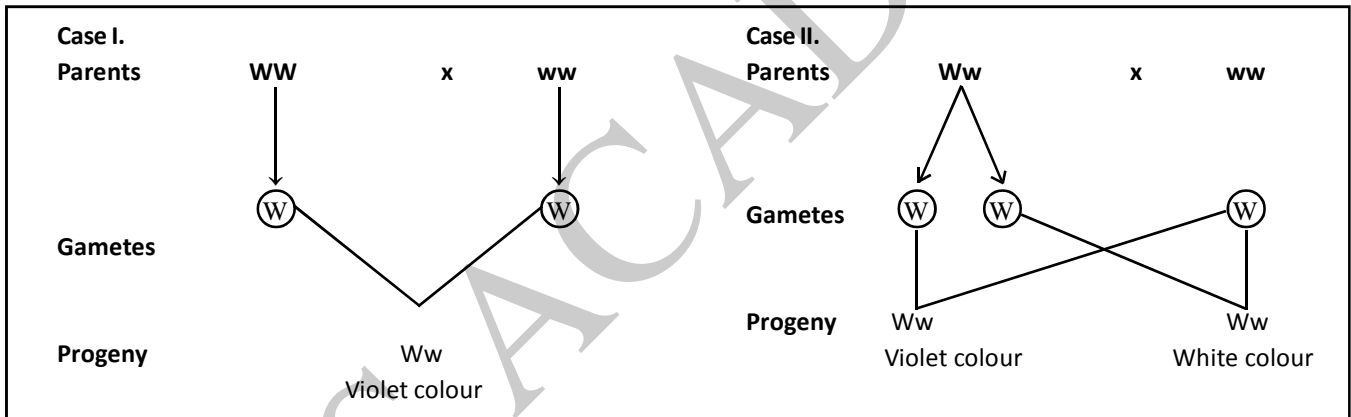 Case I.
Parents WW x ww
W W
Gametes
Progeny Ww
Violet colour
Case II.
Parents Ww x ww
Gametes W W W
Progeny Ww Ww
Violet colour White colour
ACAD